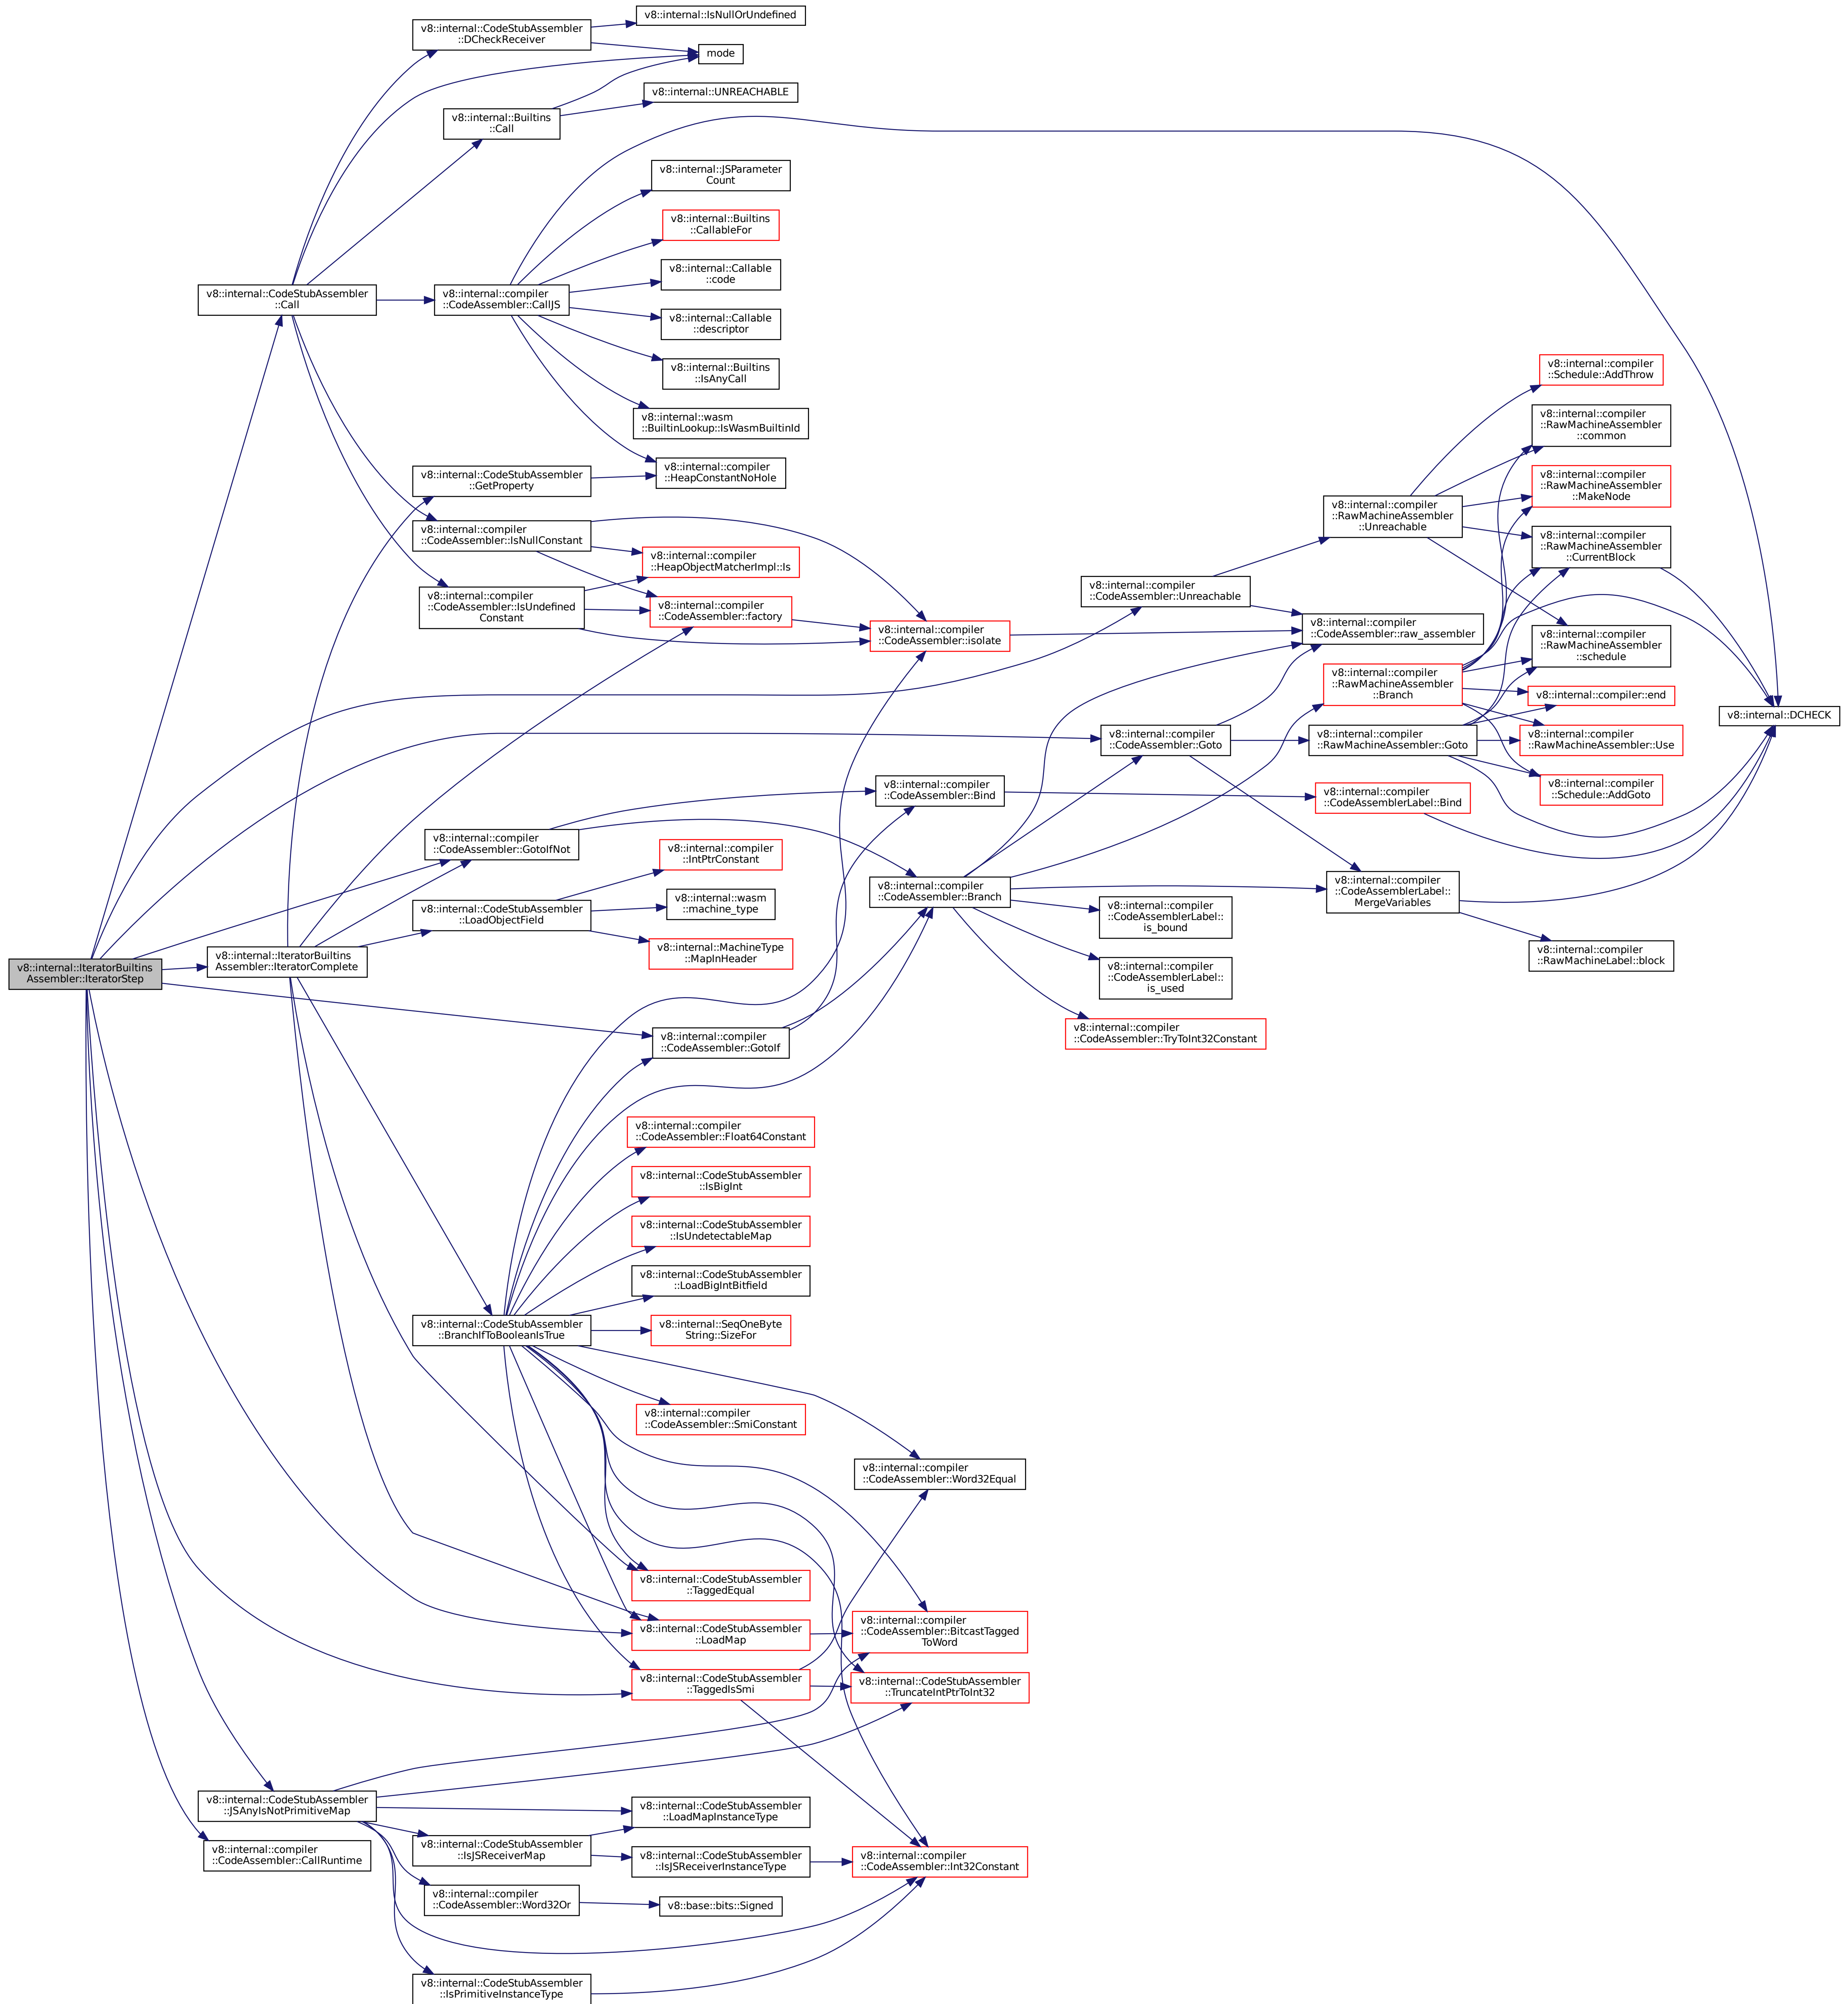 v8::internal::IteratorBuiltins
Assembler::IteratorStep
v8::internal::CodeStubAssembler
::Call
v8::internal::IteratorBuiltins
Assembler::IteratorComplete
v8::internal::CodeStubAssembler
::JSAnyIsNotPrimitiveMap
v8::internal::compiler
::CodeAssembler::CallRuntime
v8::internal::CodeStubAssembler
::DCheckReceiver
v8::internal::Builtins
::Call
v8::internal::compiler
::CodeAssembler::CallJS
v8::internal::CodeStubAssembler
::GetProperty
v8::internal::compiler
::CodeAssembler::IsNullConstant
v8::internal::compiler
::CodeAssembler::IsUndefined
Constant
v8::internal::compiler
::CodeAssembler::GotoIfNot
v8::internal::CodeStubAssembler
::LoadObjectField
v8::internal::CodeStubAssembler
::BranchIfToBooleanIsTrue
v8::internal::CodeStubAssembler
::IsJSReceiverMap
v8::internal::compiler
::CodeAssembler::Word32Or
v8::internal::CodeStubAssembler
::IsPrimitiveInstanceType
v8::internal::IsNullOrUndefined
mode
v8::internal::UNREACHABLE
v8::internal::JSParameter
Count
v8::internal::Builtins
::CallableFor
v8::internal::Callable
::code
v8::internal::Callable
::descriptor
v8::internal::Builtins
::IsAnyCall
v8::internal::wasm
::BuiltinLookup::IsWasmBuiltinId
v8::internal::compiler
::HeapConstantNoHole
v8::internal::compiler
::HeapObjectMatcherImpl::Is
v8::internal::compiler
::CodeAssembler::factory
v8::internal::compiler
::IntPtrConstant
v8::internal::wasm
::machine_type
v8::internal::MachineType
::MapInHeader
v8::internal::compiler
::CodeAssembler::GotoIf
v8::internal::compiler
::CodeAssembler::Float64Constant
v8::internal::CodeStubAssembler
::IsBigInt
v8::internal::CodeStubAssembler
::IsUndetectableMap
v8::internal::CodeStubAssembler
::LoadBigIntBitfield
v8::internal::SeqOneByte
String::SizeFor
v8::internal::compiler
::CodeAssembler::SmiConstant
v8::internal::CodeStubAssembler
::TaggedEqual
v8::internal::CodeStubAssembler
::LoadMap
v8::internal::CodeStubAssembler
::TaggedIsSmi
v8::internal::CodeStubAssembler
::LoadMapInstanceType
v8::internal::CodeStubAssembler
::IsJSReceiverInstanceType
v8::base::bits::Signed
v8::internal::compiler
::CodeAssembler::isolate
v8::internal::compiler
::CodeAssembler::Bind
v8::internal::compiler
::CodeAssembler::Branch
v8::internal::compiler
::CodeAssembler::Word32Equal
v8::internal::compiler
::CodeAssembler::BitcastTagged
ToWord
v8::internal::CodeStubAssembler
::TruncateIntPtrToInt32
v8::internal::compiler
::CodeAssembler::Int32Constant
v8::internal::compiler
::CodeAssembler::Unreachable
v8::internal::compiler
::CodeAssembler::Goto
v8::internal::compiler
::CodeAssemblerLabel::
is_bound
v8::internal::compiler
::CodeAssemblerLabel::
is_used
v8::internal::compiler
::CodeAssembler::TryToInt32Constant
v8::internal::compiler
::RawMachineAssembler
::Unreachable
v8::internal::compiler
::CodeAssembler::raw_assembler
v8::internal::compiler
::RawMachineAssembler
::Branch
v8::internal::compiler
::RawMachineAssembler::Goto
v8::internal::compiler
::CodeAssemblerLabel::Bind
v8::internal::compiler
::CodeAssemblerLabel::
MergeVariables
v8::internal::compiler
::Schedule::AddThrow
v8::internal::compiler
::RawMachineAssembler
::common
v8::internal::compiler
::RawMachineAssembler
::MakeNode
v8::internal::compiler
::RawMachineAssembler
::CurrentBlock
v8::internal::compiler
::RawMachineAssembler
::schedule
v8::internal::compiler::end
v8::internal::compiler
::RawMachineAssembler::Use
v8::internal::compiler
::Schedule::AddGoto
v8::internal::compiler
::RawMachineLabel::block
v8::internal::DCHECK